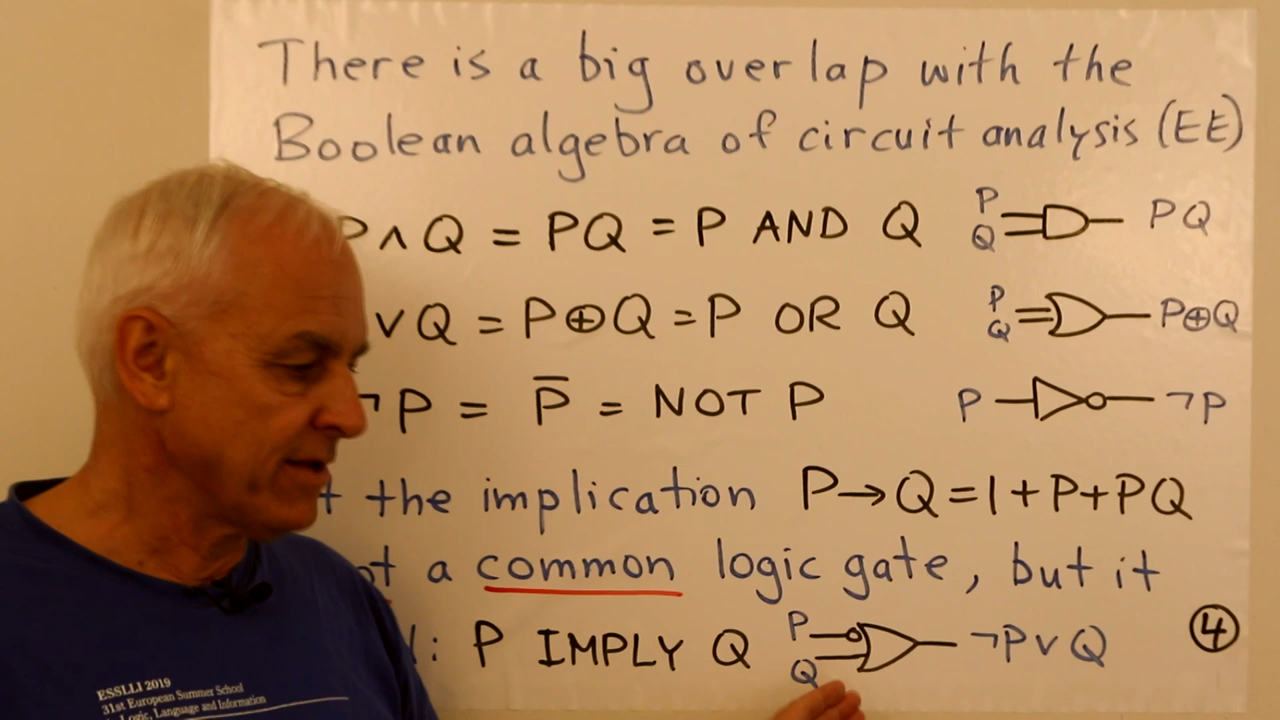 There is a big overlap with the
Boolean algebra of circuit analysis (EE)
P∧Q = PQ = P AND Q P Q PQ
∨Q = P⊕Q = P OR Q P Q P⊕Q
¬P = P̅ = NOT P P ¬P
the implication P→Q=1+P+PQ
a common logic gate, but it
: P IMPLY Q P Q ¬P∨Q 4
ESSLLI 2019
31st European Summer School
Logic, Language and Information